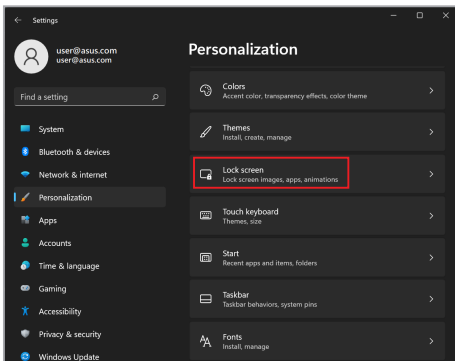 Settings
user@asus.com
user@asus.com
Find a setting
System
Bluetooth & devices
Network & internet
Personalization
Apps
Accounts
Time & language
Gaming
Accessibility
Privacy & security
Windows Update
Personalization
Colors
Accent color, transparency effects, color theme
Themes
Install, create, manage
Lock screen
Lock screen images, apps, animations
Touch keyboard
Themes, size
Start
Recent apps and items, folders
Taskbar
Taskbar behaviors, system pins
Fonts
Install, manage